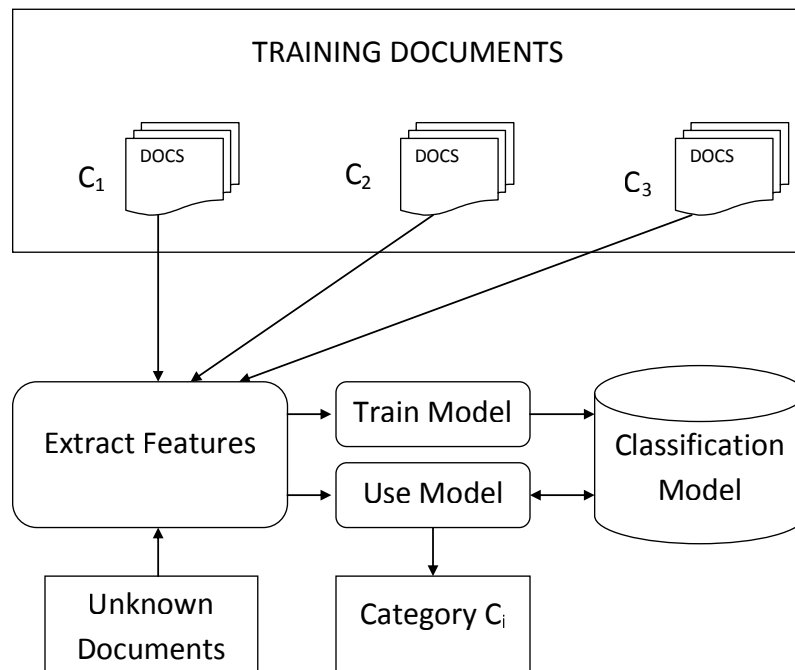 TRAINING DOCUMENTS
C₁ DOCS
C₂ DOCS
C₃ DOCS
Extract Features
Train Model
Use Model
Classification
Model
Unknown
Documents
Category Cᵢ